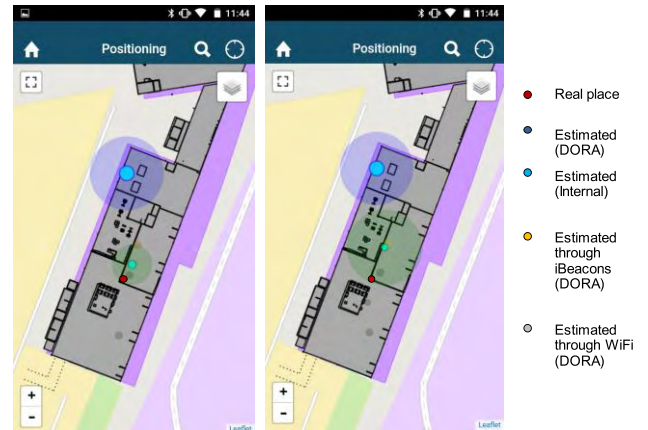 11:44
Positioning
+
-
Leaflet
11:44
Positioning
+
-
Leaflet
Real place
Estimated
(DORA)
Estimated
(Internal)
Estimated
through
iBeacons
(DORA)
Estimated
through WiFi
(DORA)